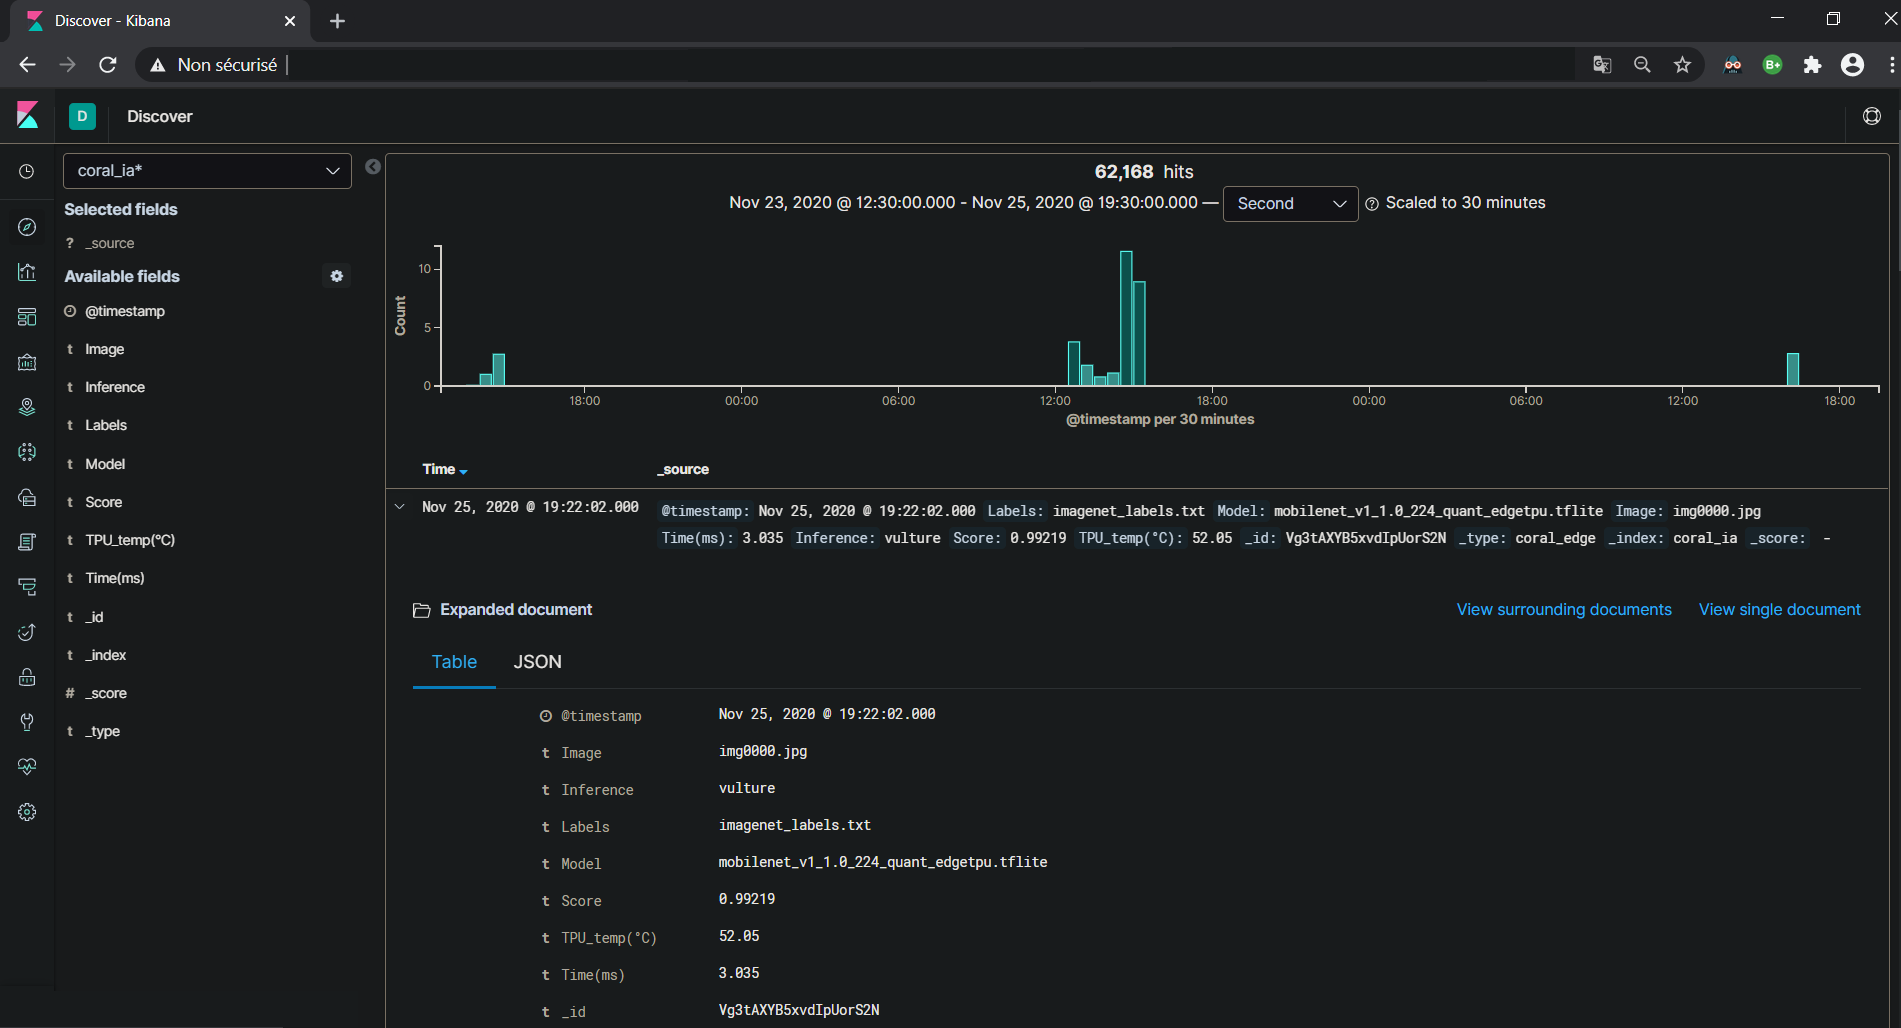 Discover - Kibana
Non sécurisé
D
Discover
coral_ia*
Selected fields
? _source
Available fields
@timestamp
t Image
t Inference
t Labels
t Model
t Score
t TPU_temp(°C)
t Time(ms)
t _id
t _index
# _score
t _type
62,168 hits
Nov 23, 2020 @ 12:30:00.000 - Nov 25, 2020 @ 19:30:00.000 — Second Scaled to 30 minutes
Count
10
5
0
18:00 00:00 06:00 12:00 18:00 00:00 06:00 12:00 18:00
@timestamp per 30 minutes
Time _source
Nov 25, 2020 @ 19:22:02.000 @timestamp: Nov 25, 2020 @ 19:22:02.000 Labels: imagenet_labels.txt Model: mobilenet_v1_1.0_224_quant_edgetpu.tflite Image: img0000.jpg
Time(ms): 3.035 Inference: vulture Score: 0.99219 TPU_temp(°C): 52.05 _id: Vg3tAXYB5xvdIpUorS2N _type: coral_edge _index: coral_ia _score: -
Expanded document View surrounding documents View single document
Table JSON
@timestamp Nov 25, 2020 @ 19:22:02.000
t Image img0000.jpg
t Inference vulture
t Labels imagenet_labels.txt
t Model mobilenet_v1_1.0_224_quant_edgetpu.tflite
t Score 0.99219
t TPU_temp(°C) 52.05
t Time(ms) 3.035
t _id Vg3tAXYB5xvdIpUorS2N